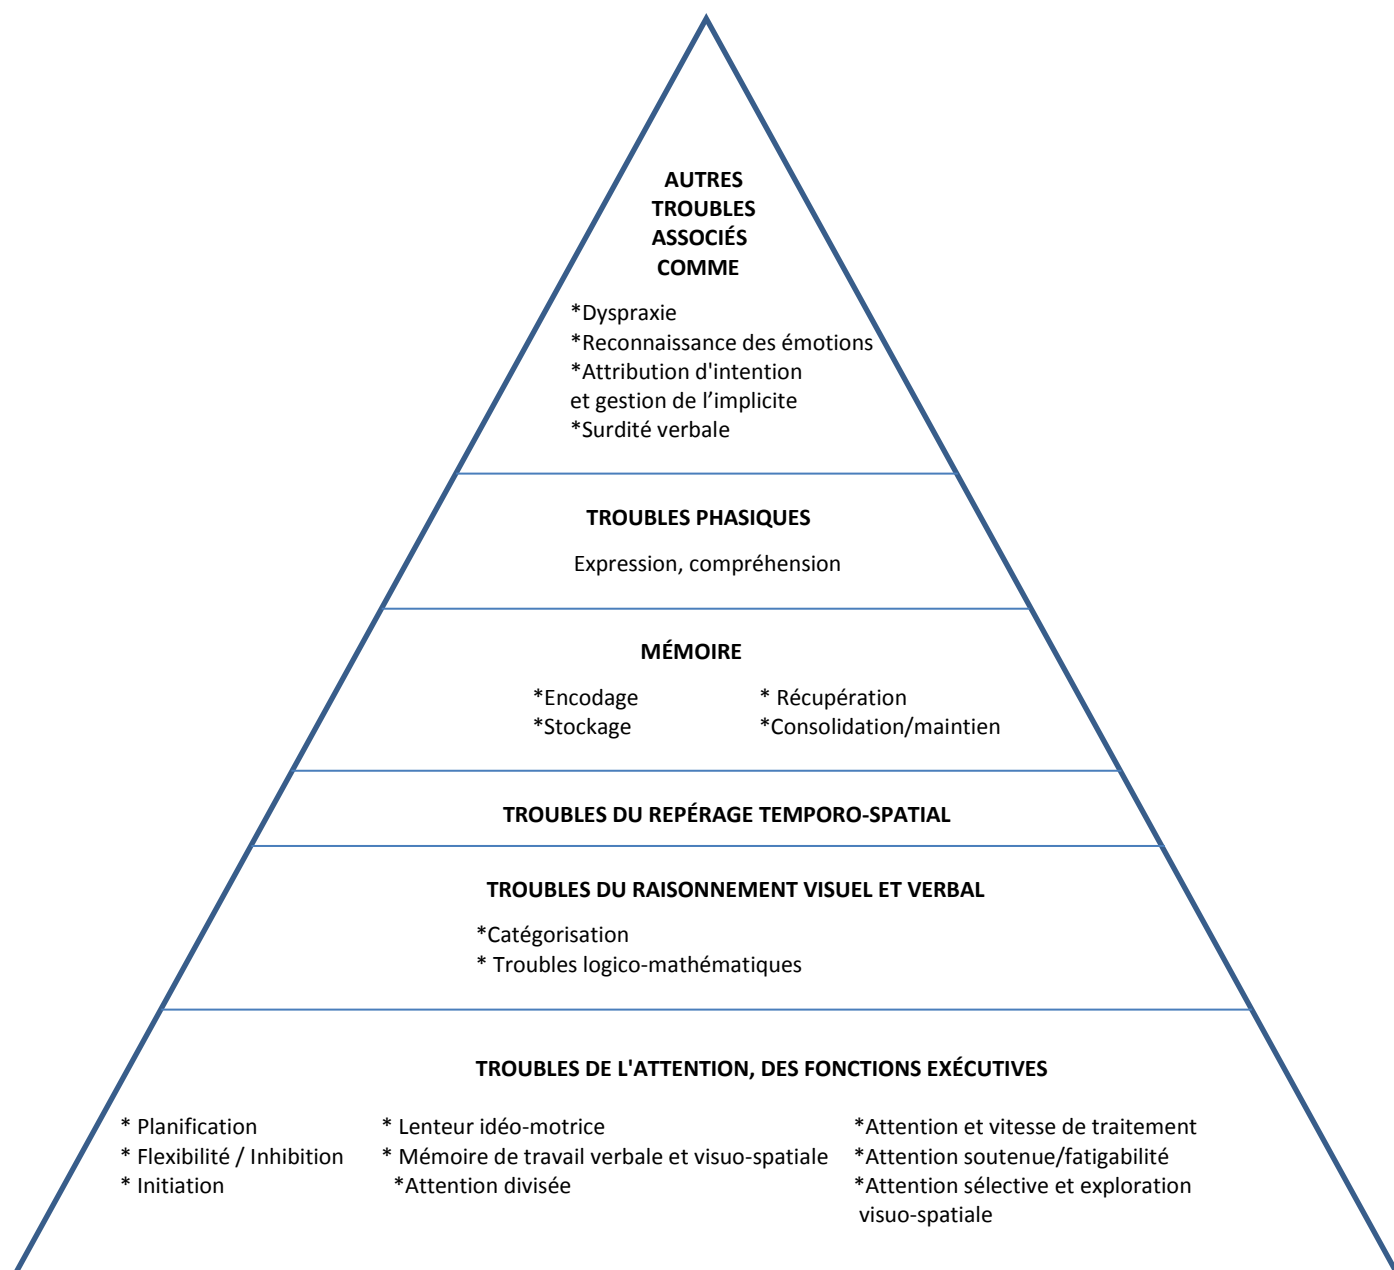 AUTRES
TROUBLES
ASSOCIÉS
COMME
*Dyspraxie
*Reconnaissance des émotions
*Attribution d'intention
et gestion de l’implicite
*Surdité verbale
TROUBLES PHASIQUES
Expression, compréhension
MÉMOIRE
*Encodage * Récupération
*Stockage *Consolidation/maintien
TROUBLES DU REPÉRAGE TEMPORO-SPATIAL
TROUBLES DU RAISONNEMENT VISUEL ET VERBAL
*Catégorisation
* Troubles logico-mathématiques
TROUBLES DE L'ATTENTION, DES FONCTIONS EXÉCUTIVES
* Planification * Lenteur idéo-motrice *Attention et vitesse de traitement
* Flexibilité / Inhibition * Mémoire de travail verbale et visuo-spatiale *Attention soutenue/fatigabilité
* Initiation *Attention divisée *Attention sélective et exploration
visuo-spatiale